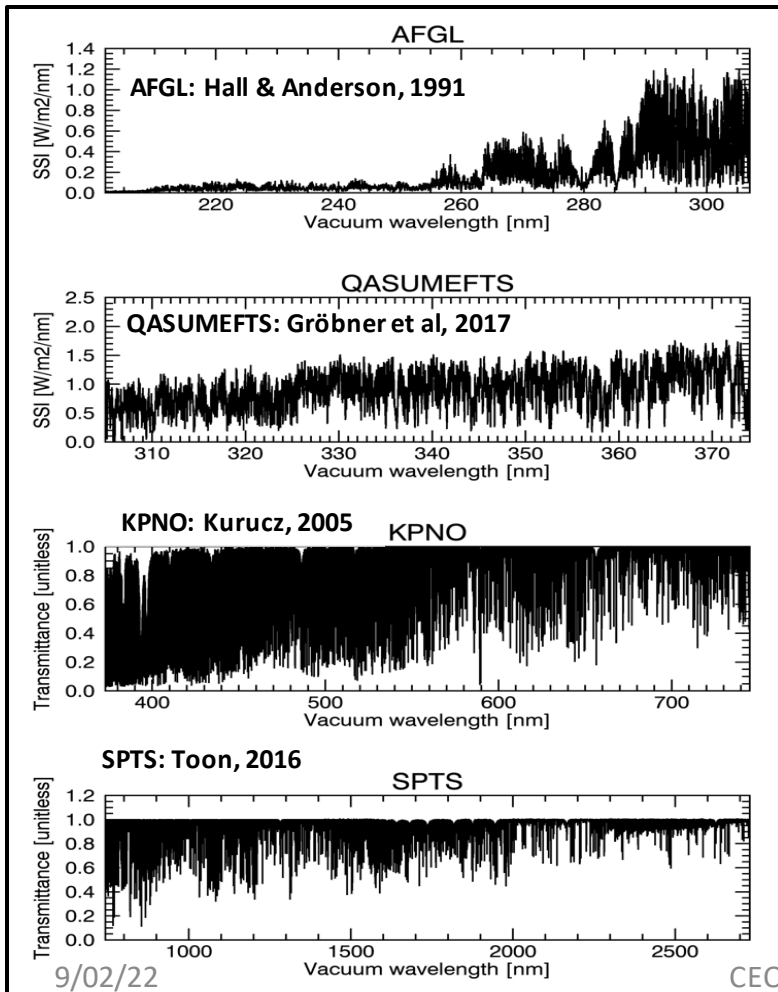 AFGL
AFGL: Hall & Anderson, 1991
SSI [W/m2/nm]
1.4
1.2
1.0
0.8
0.6
0.4
0.2
0.0
220 240 260 280 300
Vacuum wavelength [nm]
QASUMEFTS
QASUMEFTS: Gröbner et al, 2017
SSI [W/m2/nm]
2.5
2.0
1.5
1.0
0.5
0.0
310 320 330 340 350 360 370
Vacuum wavelength [nm]
KPNO: Kurucz, 2005
KPNO
Transmittance [unitless]
1.0
0.8
0.6
0.4
0.2
0.0
400 500 600 700
Vacuum wavelength [nm]
SPTS: Toon, 2016
SPTS
Transmittance [unitless]
1.2
1.0
0.8
0.6
0.4
0.2
0.0
1000 1500 2000 2500
Vacuum wavelength [nm]
9/02/22 CEO